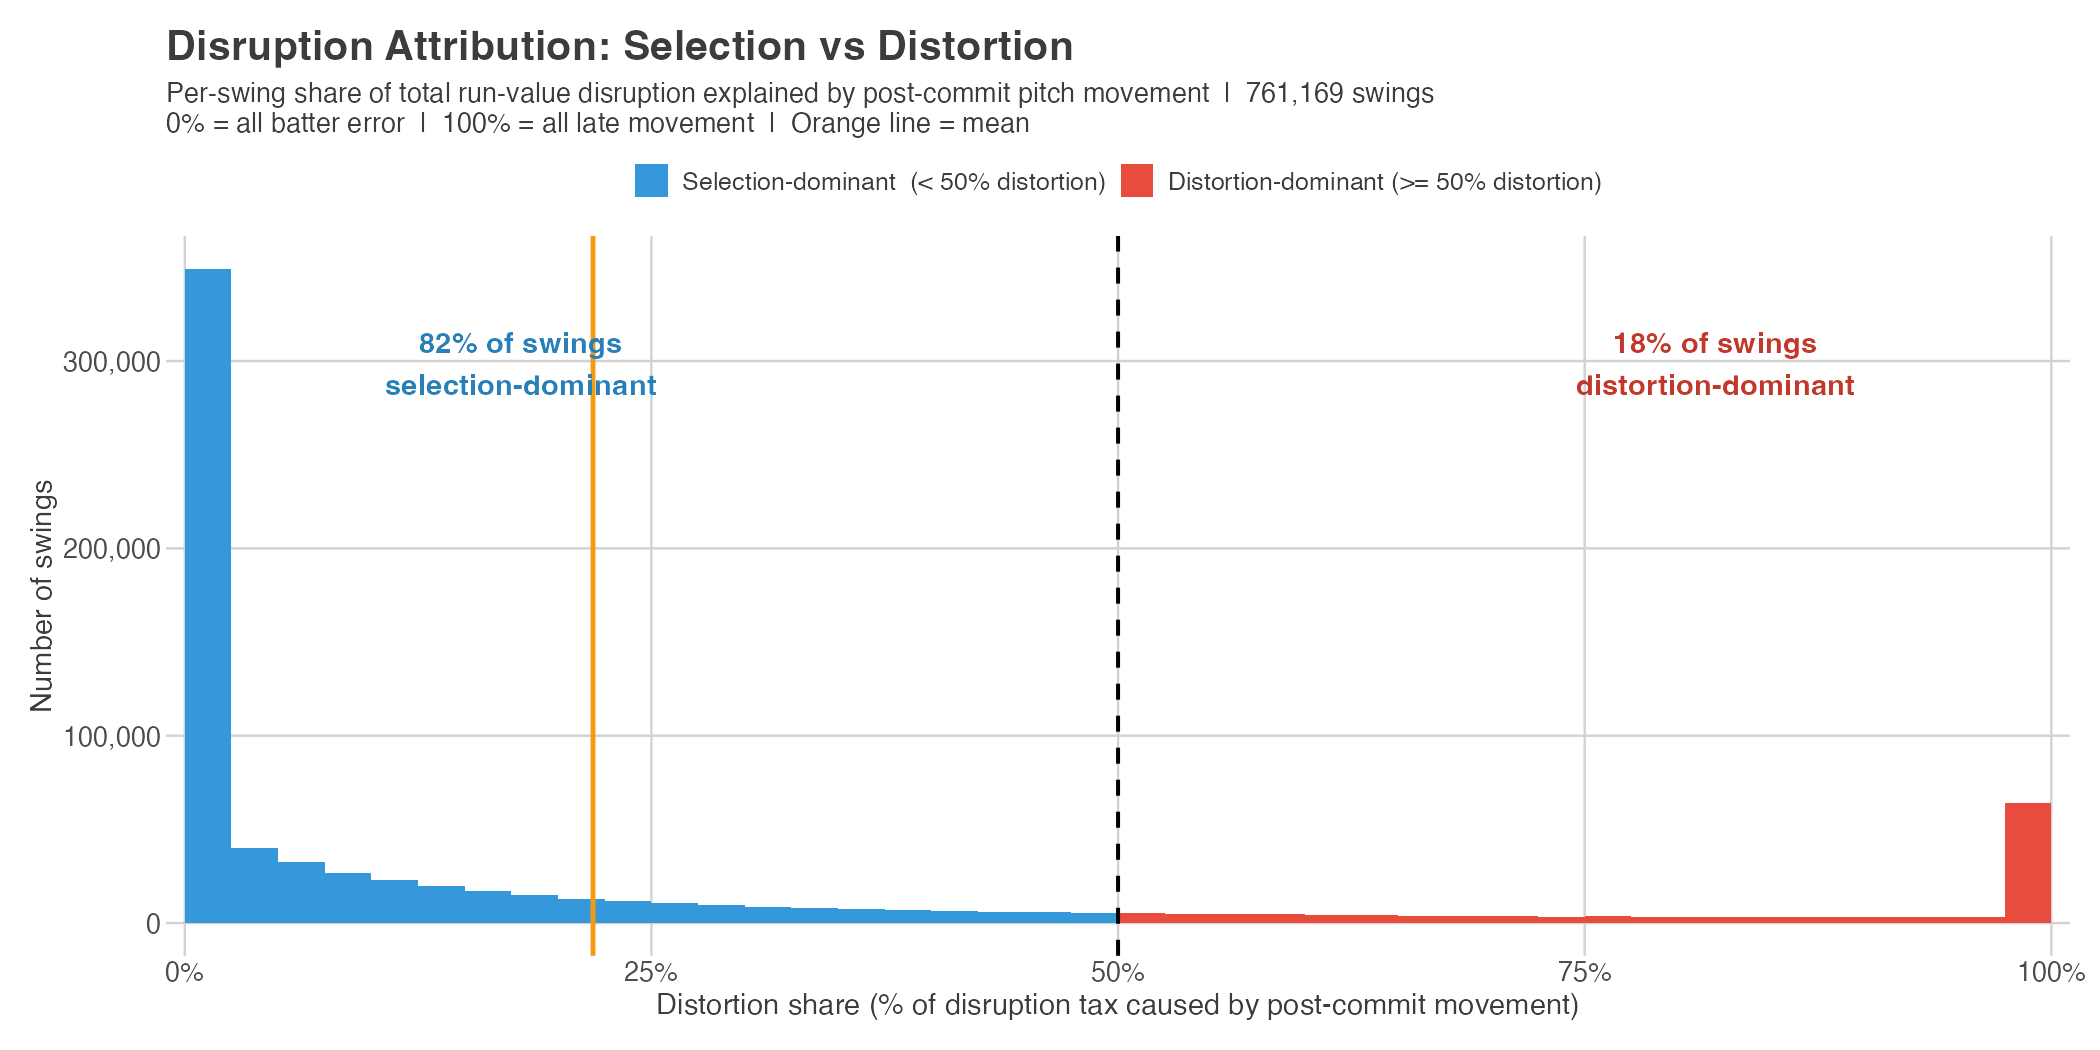 Disruption Attribution: Selection vs Distortion
Per-swing share of total run-value disruption explained by post-commit pitch movement | 761,169 swings
0% = all batter error | 100% = all late movement | Orange line = mean
Selection-dominant (< 50% distortion)
Distortion-dominant (>= 50% distortion)
82% of swings
selection-dominant
18% of swings
distortion-dominant
Number of swings
300,000
200,000
100,000
0
0%
25%
50%
75%
100%
Distortion share (% of disruption tax caused by post-commit movement)